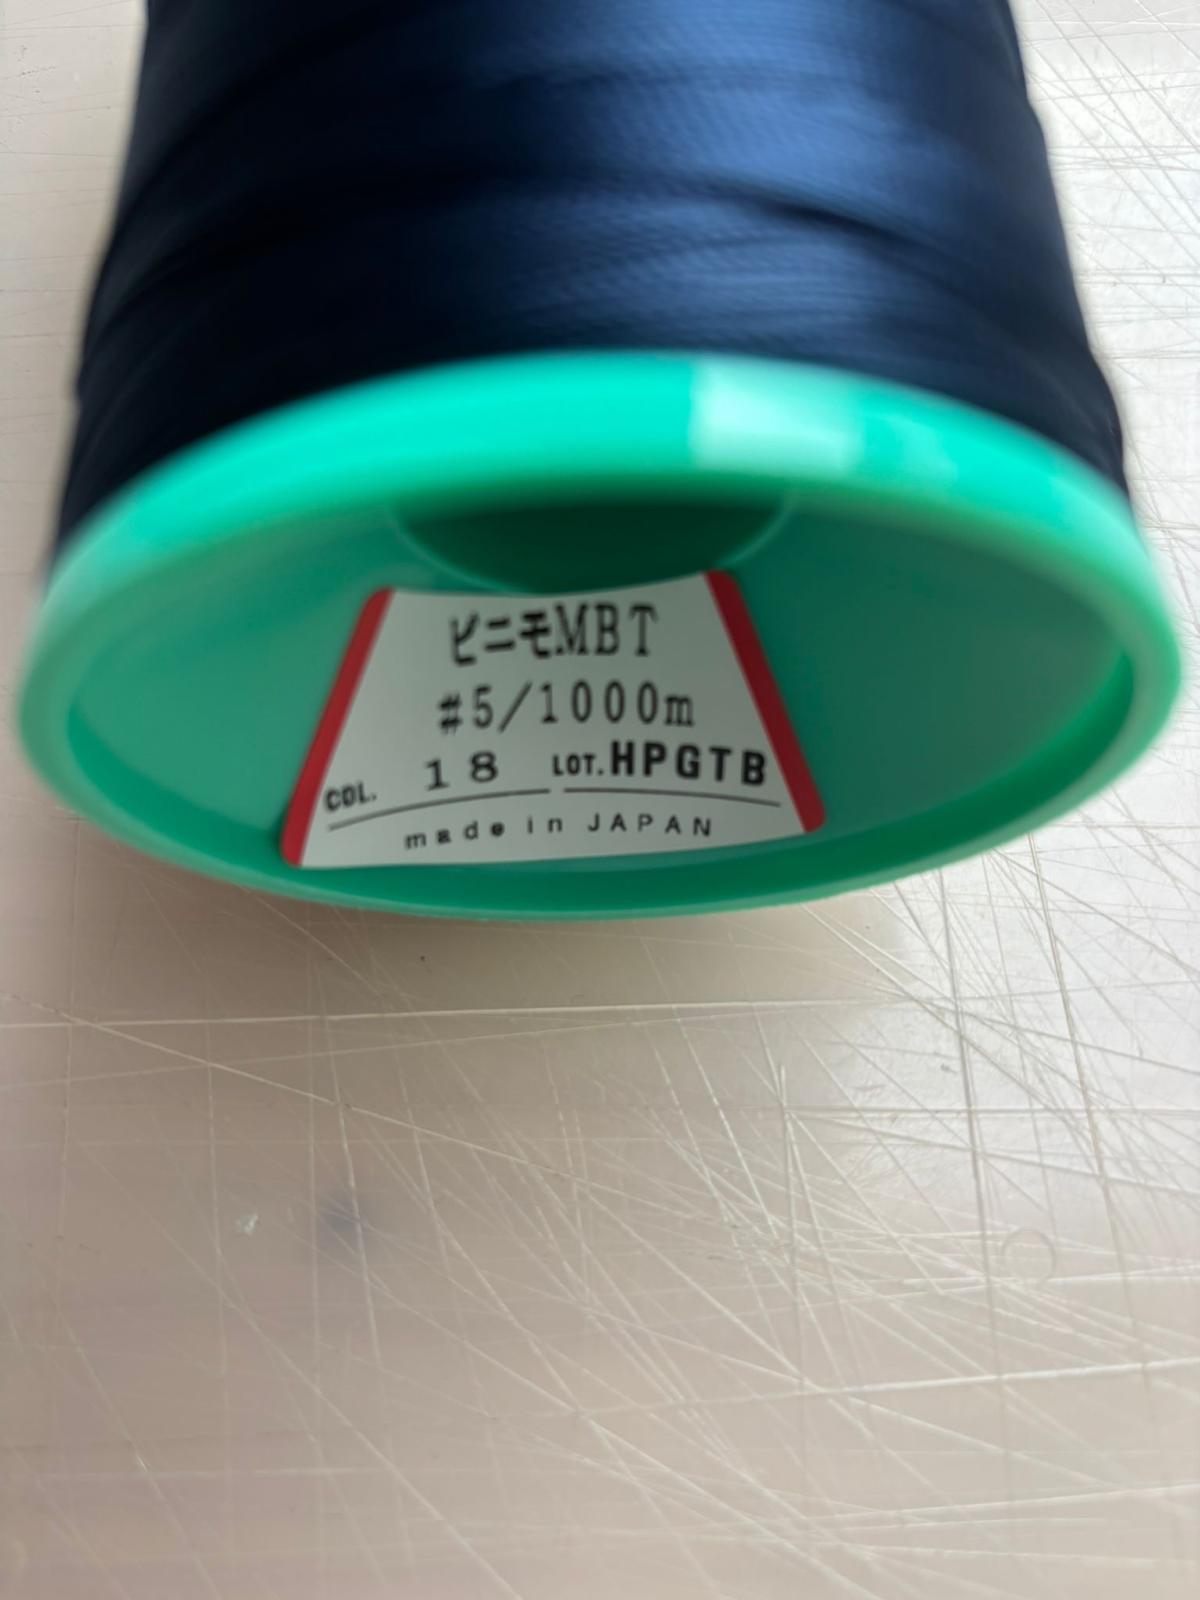 ビニモMBT
#5/1000m
COL. 18 LOT. HPGTB
made in JAPAN